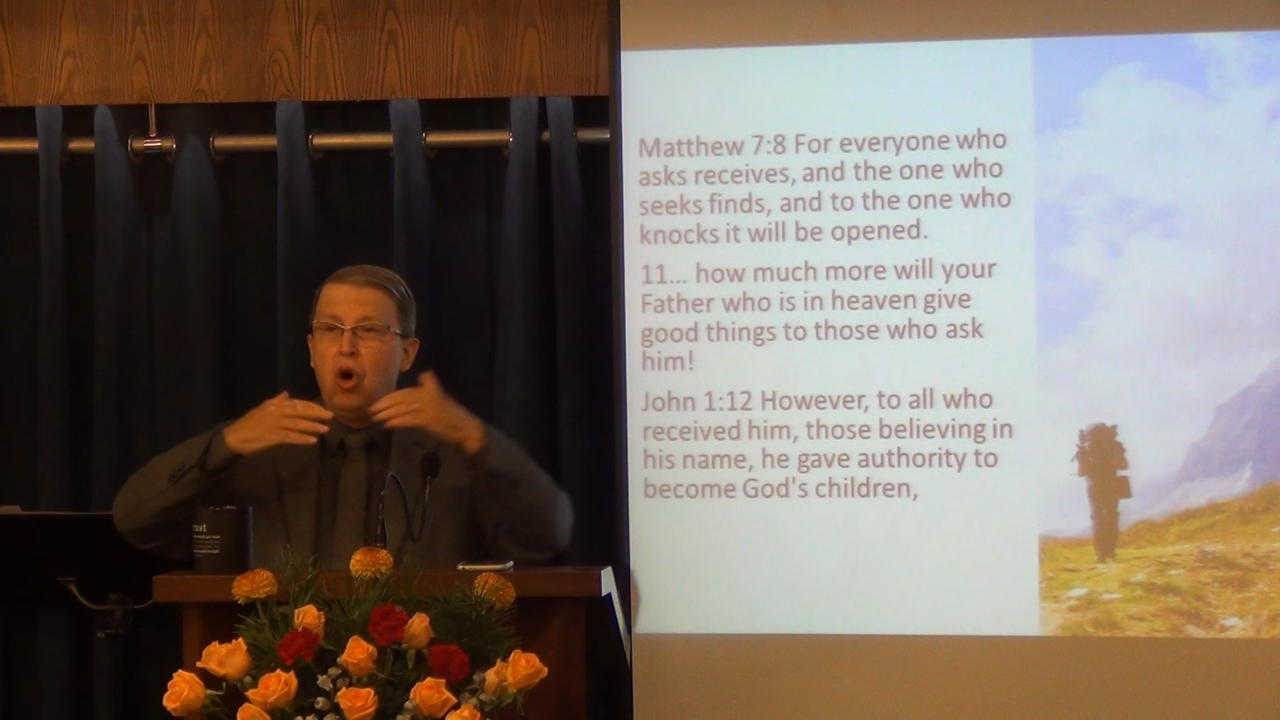 Matthew 7:8 For everyone who
asks receives, and the one who
seeks finds, and to the one who
knocks it will be opened.
11... how much more will your
Father who is in heaven give
good things to those who ask
him!
John 1:12 However, to all who
received him, those believing in
his name, he gave authority to
become God's children,
rust